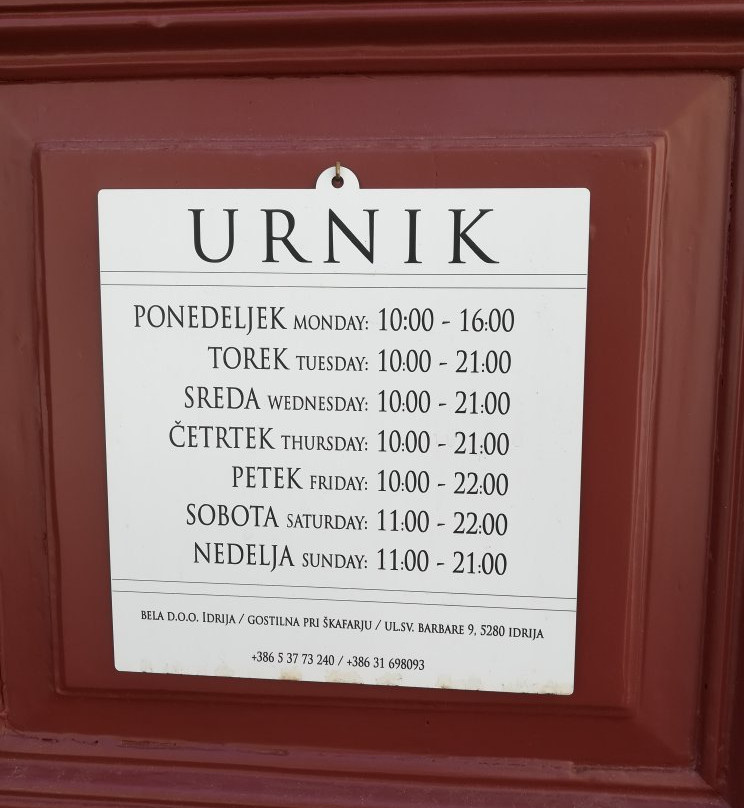 URNIK
PONEDELJEK MONDAY: 10:00 - 16:00
TOREK TUESDAY: 10:00 - 21:00
SREDA WEDNESDAY: 10:00 - 21:00
ČETRTEK THURSDAY: 10:00 - 21:00
PETEK FRIDAY: 10:00 - 22:00
SOBOTA SATURDAY: 11:00 - 22:00
NEDELJA SUNDAY: 11:00 - 21:00
BELA D.O.O. IDRIJA / GOSTILNA PRI ŠKAFARJU / UL.SV. BARBARE 9, 5280 IDRIJA
+386 5 37 73 240 / +386 31 698093